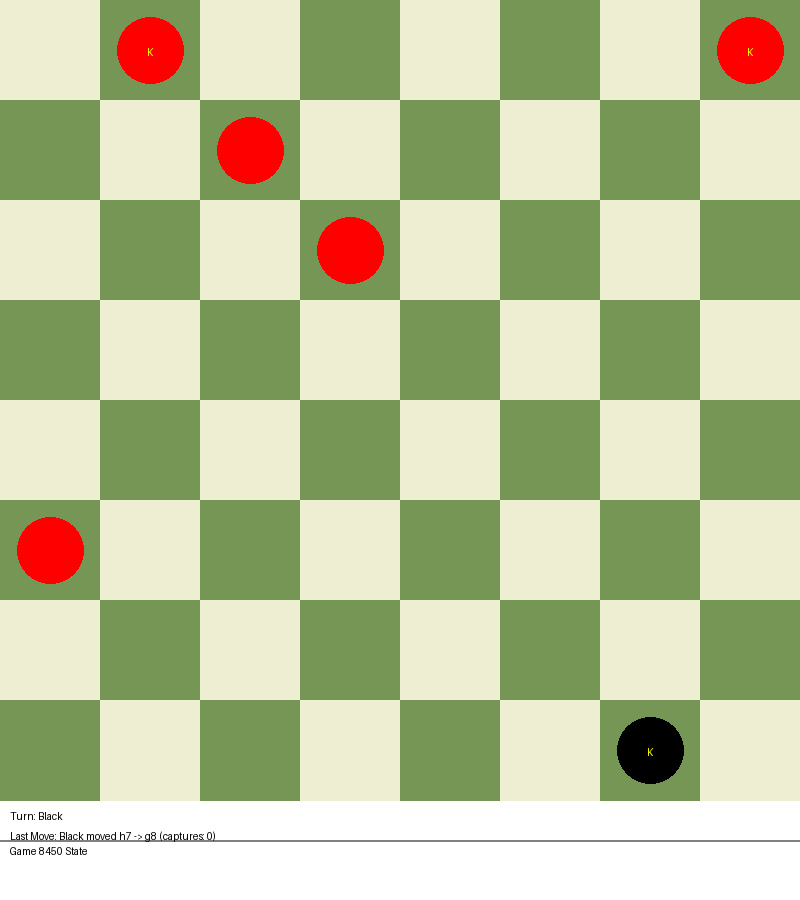 K
K
K
Turn: Black
Last Move: Black moved h7 -> g8 (captures: 0)
Game 8450 State